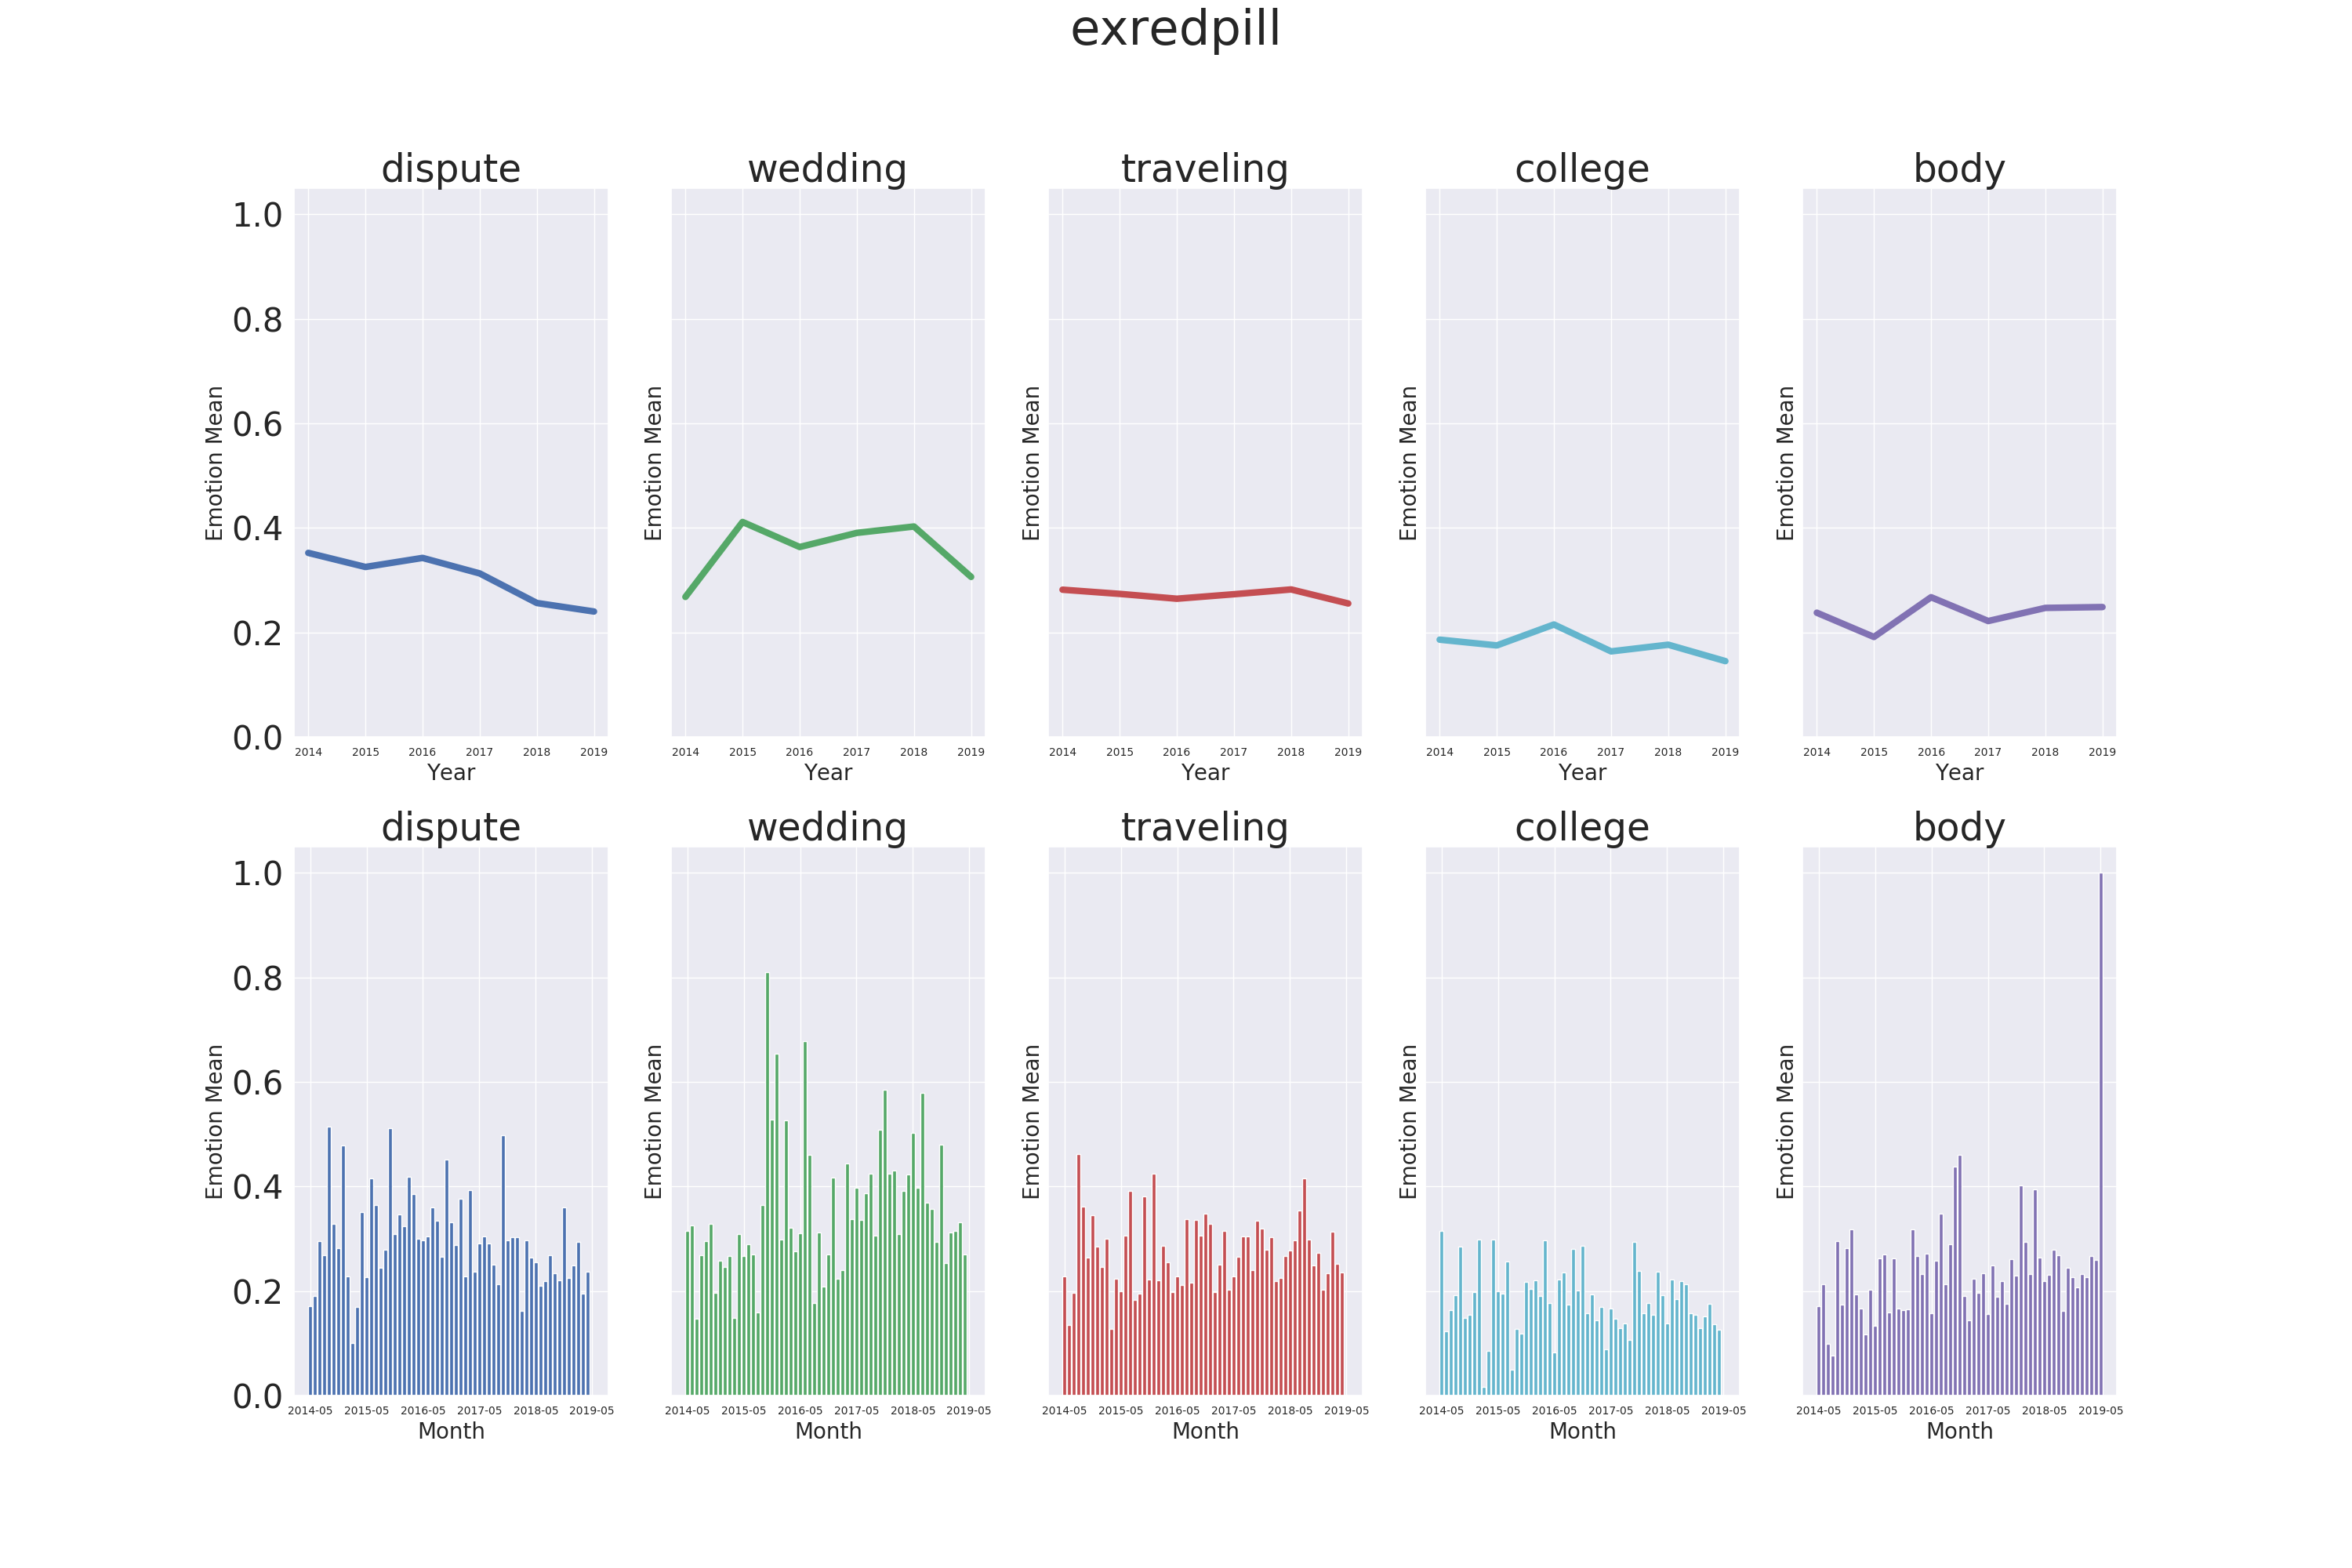 exredpill
dispute wedding traveling college body
1.0
0.8
0.6
0.4
0.2
0.0
Emotion Mean Emotion Mean Emotion Mean Emotion Mean Emotion Mean
2014 2015 2016 2017 2018 2019 2014 2015 2016 2017 2018 2019 2014 2015 2016 2017 2018 2019 2014 2015 2016 2017 2018 2019 2014 2015 2016 2017 2018 2019
Year Year Year Year Year
dispute wedding traveling college body
1.0
0.8
0.6
0.4
0.2
0.0
Emotion Mean Emotion Mean Emotion Mean Emotion Mean Emotion Mean
2014-05 2015-05 2016-05 2017-05 2018-05 2019-05 2014-05 2015-05 2016-05 2017-05 2018-05 2019-05 2014-05 2015-05 2016-05 2017-05 2018-05 2019-05 2014-05 2015-05 2016-05 2017-05 2018-05 2019-05 2014-05 2015-05 2016-05 2017-05 2018-05 2019-05
Month Month Month Month Month